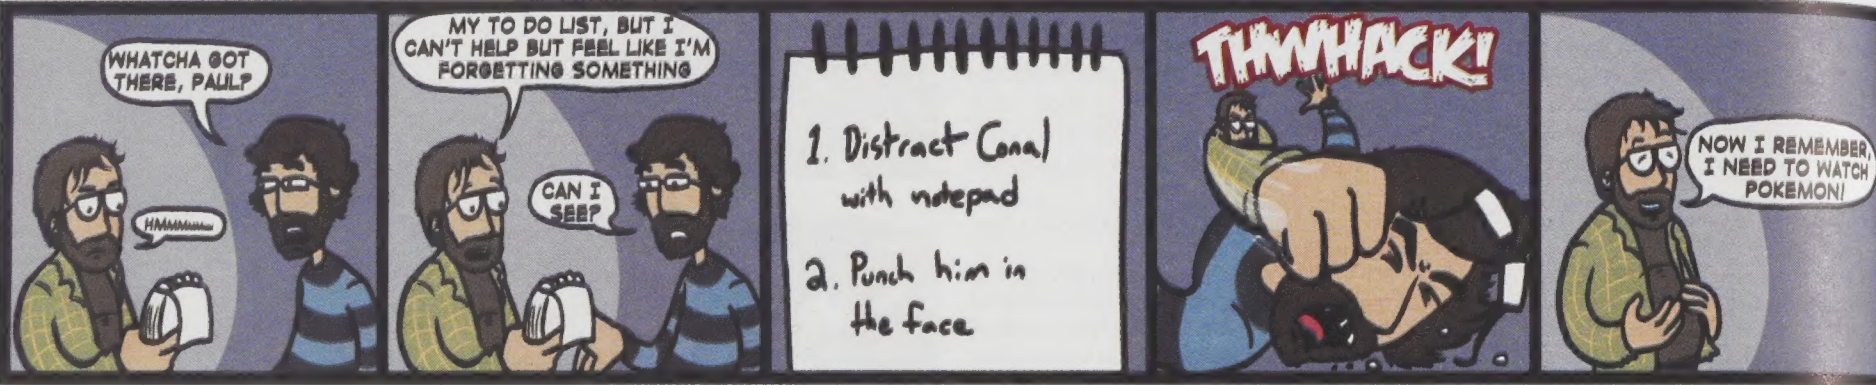 WHATCHA GOT
THERE, PAUL?
HMMMMMM
MY TO DO LIST, BUT I
CAN'T HELP BUT FEEL LIKE I'M
FORGETTING SOMETHING
CAN I
SEE?
1. Distract Conal
with notepad
2. Punch him in
the face
THWHACK!
NOW I REMEMBER,
I NEED TO WATCH
POKEMON!